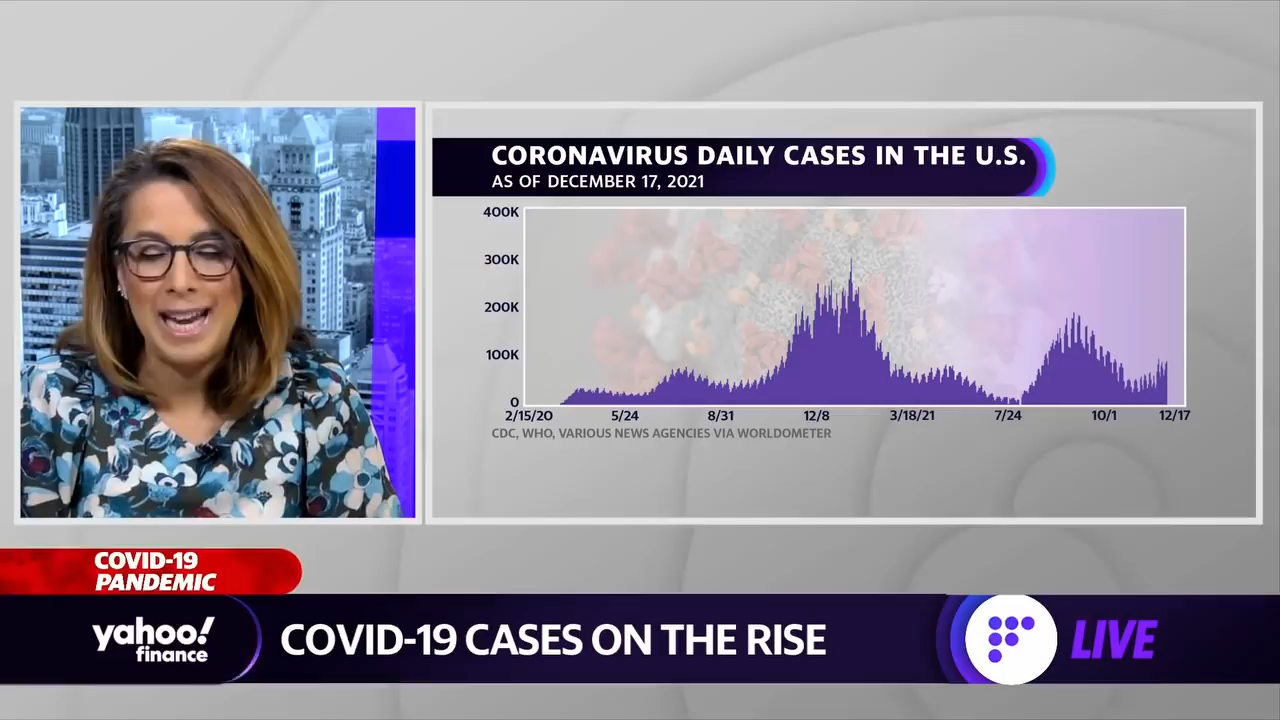 CORONAVIRUS DAILY CASES IN THE U.S.
AS OF DECEMBER 17, 2021
400K
300K
200K
100K
0
2/15/20 5/24 8/31 12/8 3/18/21 7/24 10/1 12/17
CDC, WHO, VARIOUS NEWS AGENCIES VIA WORLDOMETER
COVID-19
PANDEMIC
yahoo!
finance
COVID-19 CASES ON THE RISE
LIVE